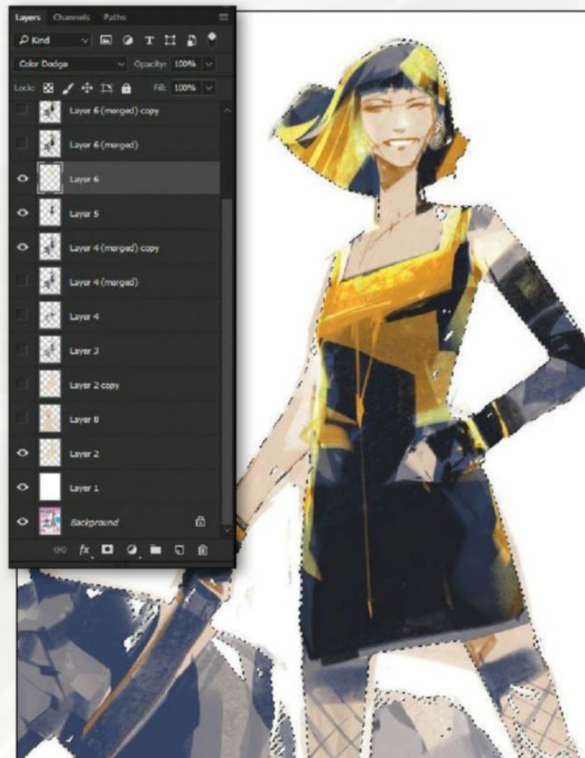 Layers Channels Paths
Kind
Color Dodge Opacity: 100%
Lock: Fill: 100%
Layer 6 (merged) copy
Layer 6 (merged)
Layer 6
Layer 5
Layer 4 (merged) copy
Layer 4 (merged)
Layer 4
Layer 3
Layer 2 copy
Layer 8
Layer 2
Layer 1
Background
fx